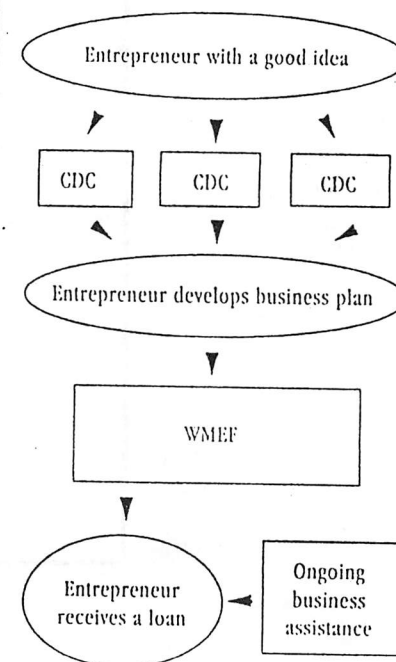 Entrepreneur with a good idea
CDC CDC CDC
Entrepreneur develops business plan
WMEF
Entrepreneur
receives a loan
Ongoing
business
assistance